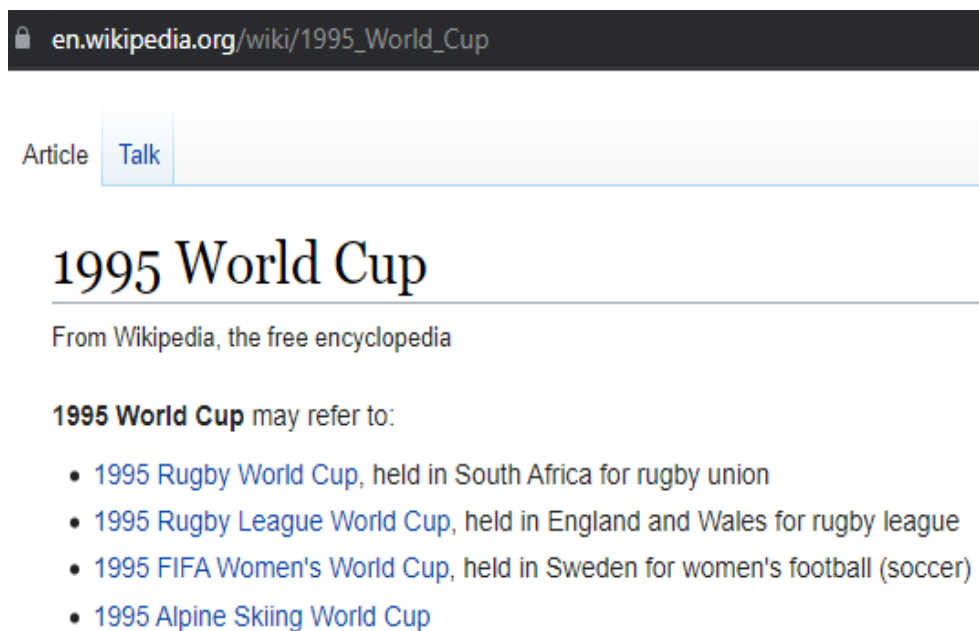 en.wikipedia.org/wiki/1995_World_Cup
Article Talk
1995 World Cup
From Wikipedia, the free encyclopedia
1995 World Cup may refer to:
• 1995 Rugby World Cup, held in South Africa for rugby union
• 1995 Rugby League World Cup, held in England and Wales for rugby league
• 1995 FIFA Women's World Cup, held in Sweden for women's football (soccer)
• 1995 Alpine Skiing World Cup